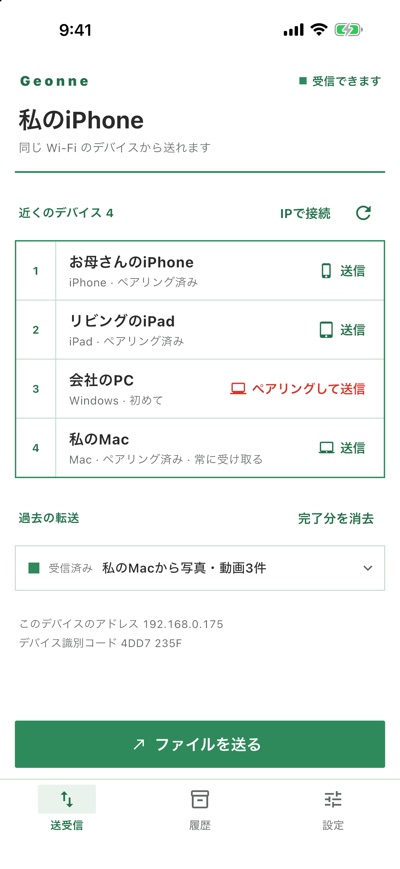 9:41
Geonne
受信できます
私のiPhone
同じ Wi-Fi のデバイスから送れます
近くのデバイス 4
IPで接続
1
お母さんのiPhone
iPhone · ペアリング済み
送信
2
リビングのiPad
iPad · ペアリング済み
送信
3
会社のPC
Windows · 初めて
ペアリングして送信
4
私のMac
Mac · ペアリング済み · 常に受け取る
送信
過去の転送
完了分を消去
受信済み 私のMacから写真・動画3件
このデバイスのアドレス 192.168.0.175
デバイス識別コード 4DD7 235F
ファイルを送る
送受信
履歴
設定